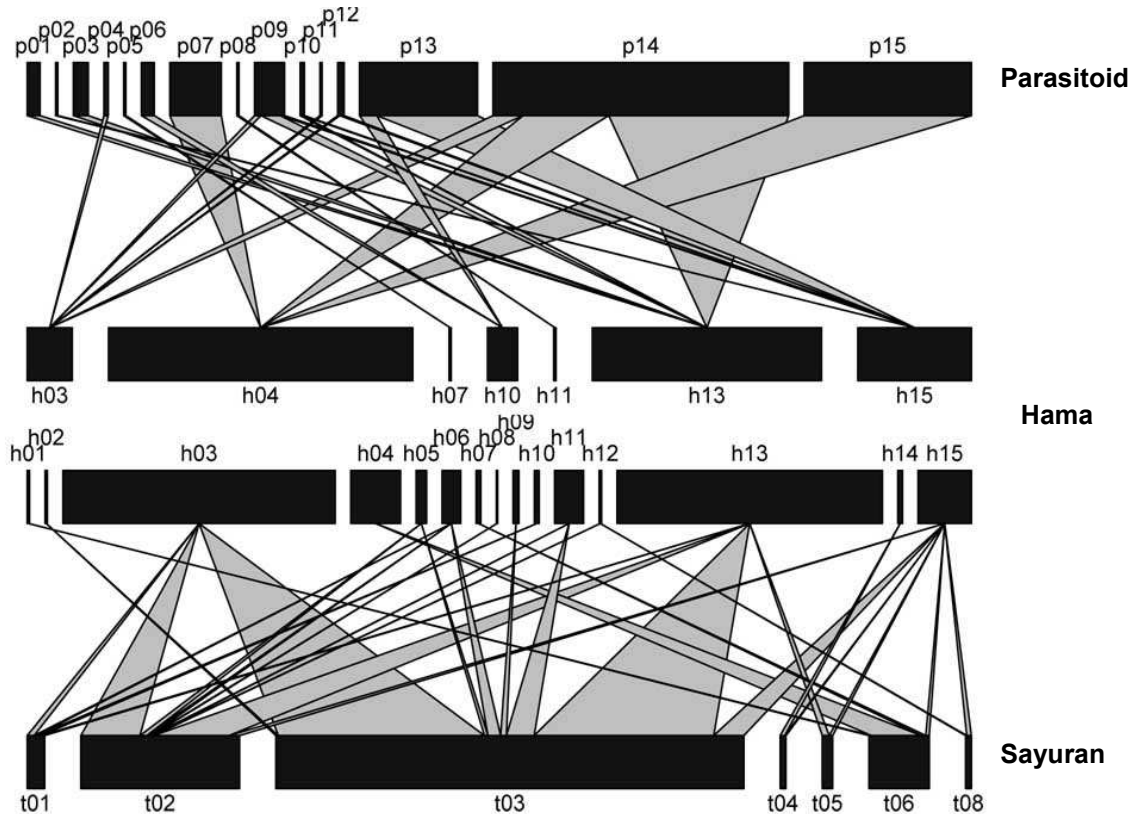 p12
p02 p04 p06 p09 p11
p01 p03 p05 p07 p08 p10 p13 p14 p15
Parasitoid
h03 h04 h07 h10 h11 h13 h15
Hama
h09
h02 h06 h08 h11
h01 h03 h04 h05 h07 h10 h12 h13 h14 h15
Sayuran
t01 t02 t03 t04 t05 t06 t08